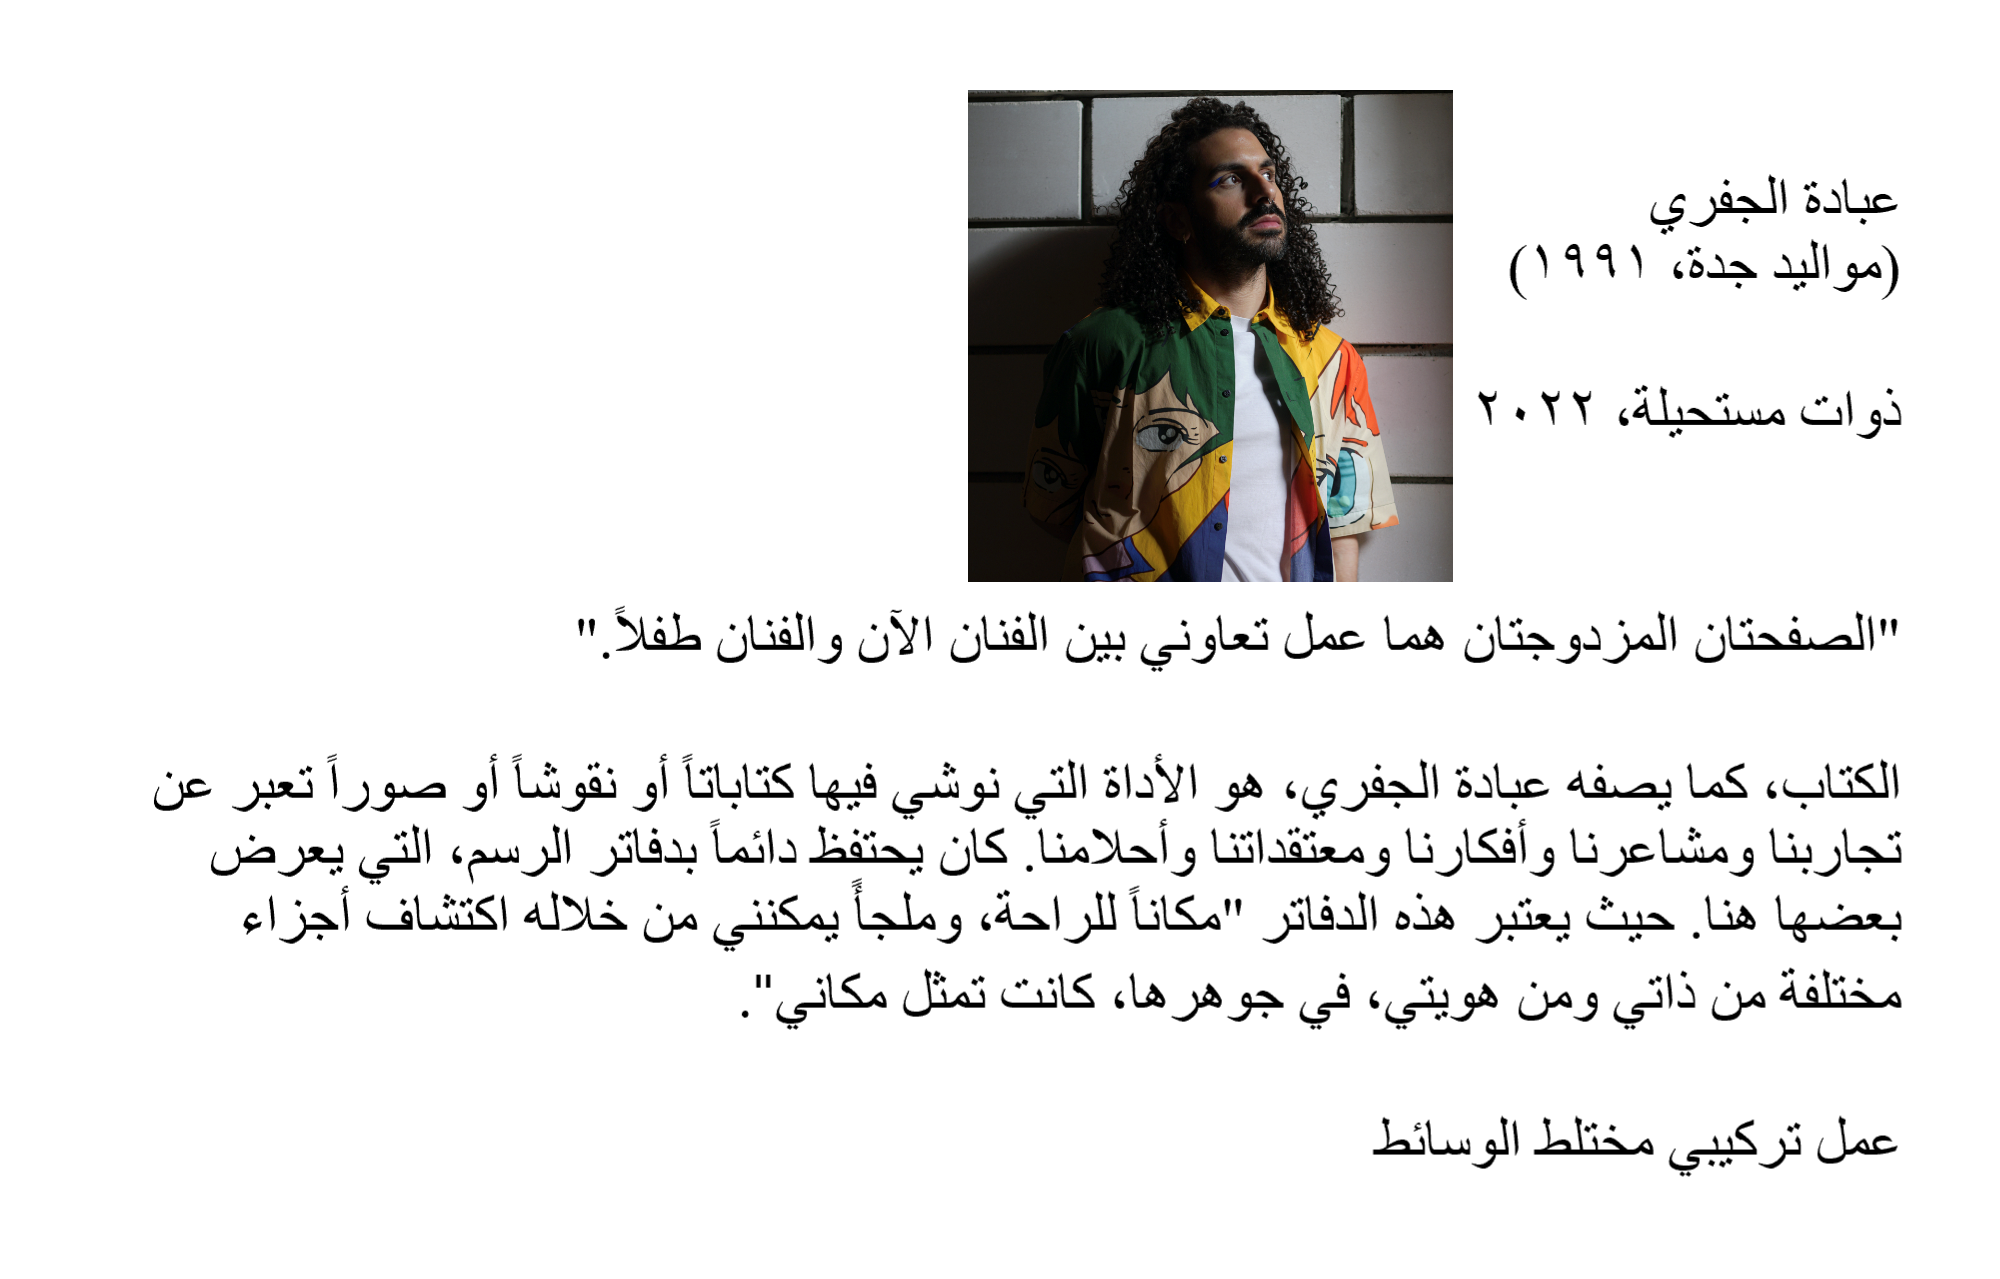 عبادة الجفري
(مواليد جدة، ١٩٩١)
ذوات مستحيلة، ٢٠٢٢
"الصفحتان المزدوجتان هما عمل تعاوني بين الفنان الآن والفنان طفلاً."
الكتاب، كما يصفه عبادة الجفري، هو الأداة التي نوشي فيها كتاباتاً أو نقوشاً أو صوراً تعبر عن
تجاربنا ومشاعرنا وأفكارنا ومعتقداتنا وأحلامنا. كان يحتفظ دائماً بدفاتر الرسم، التي يعرض
بعضها هنا. حيث يعتبر هذه الدفاتر "مكاناً للراحة، وملجأً يمكنني من خلاله اكتشاف أجزاء
مختلفة من ذاتي ومن هويتي، في جوهرها، كانت تمثل مكاني".
عمل تركيبي مختلط الوسائط